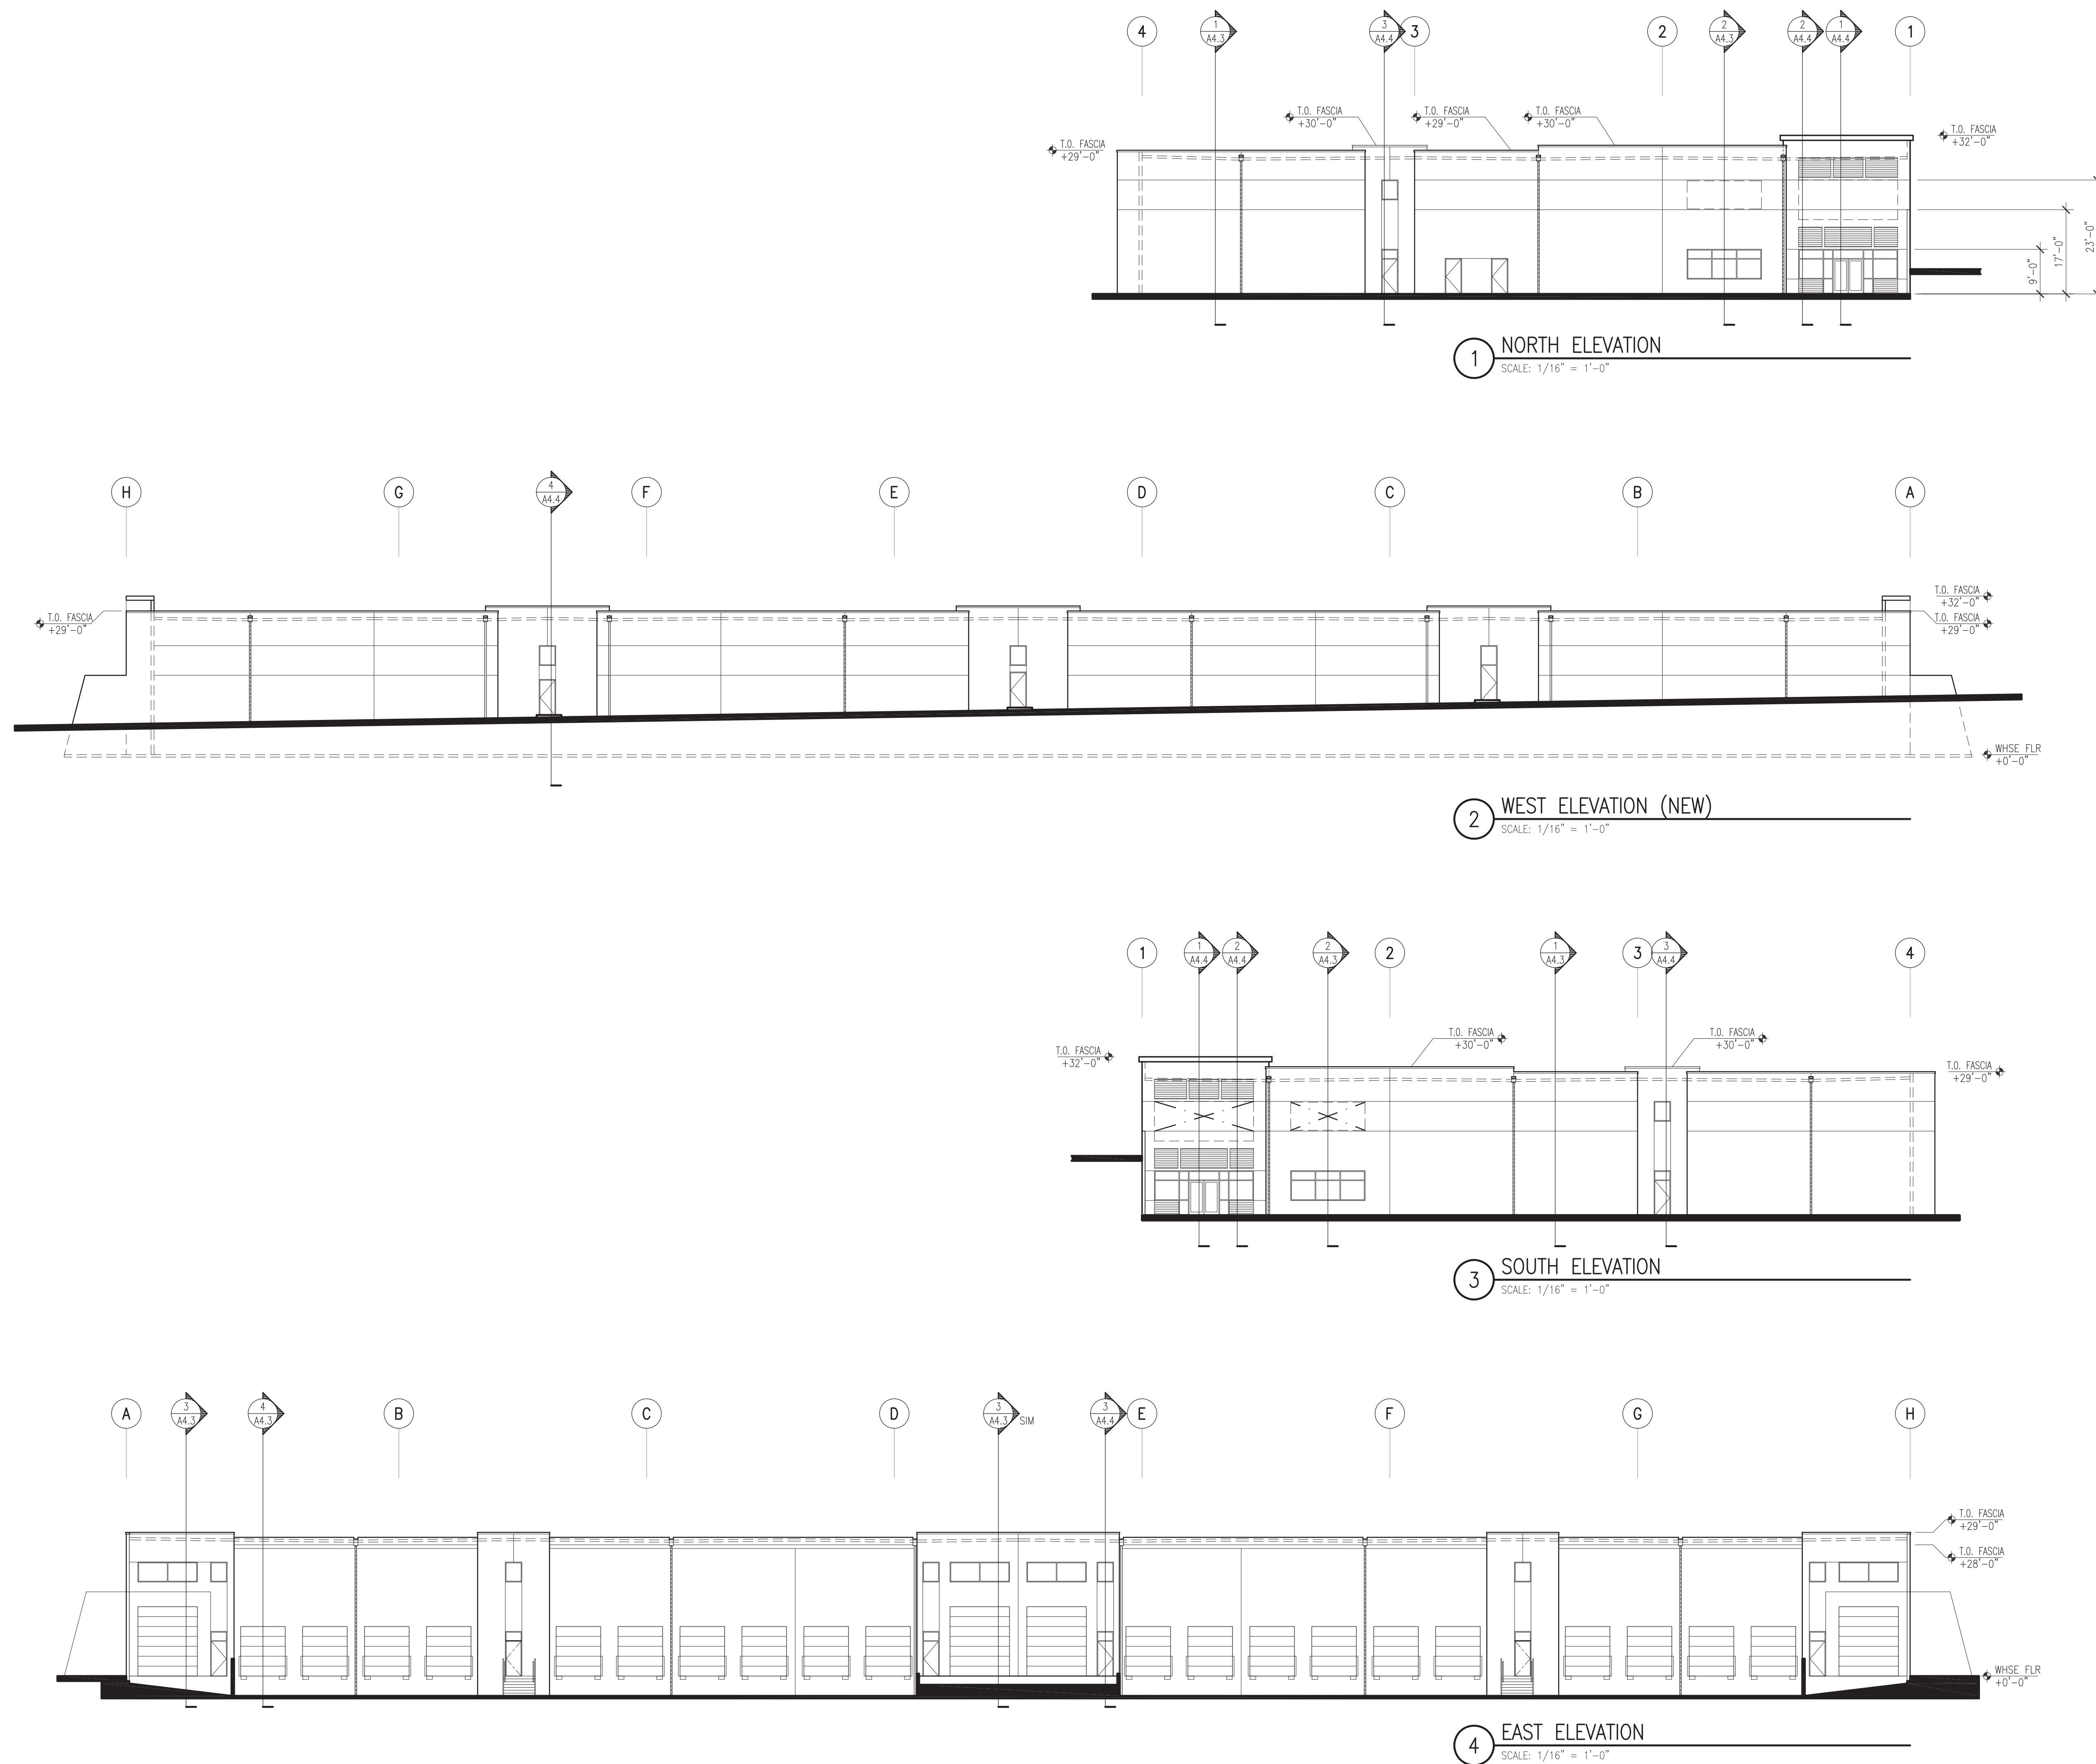 4
1
A4.3
3
A4.4
3
2
2
A4.3
2
A4.4
1
A4.4
1
T.O. FASCIA
+29'-0"
T.O. FASCIA
+30'-0"
T.O. FASCIA
+29'-0"
T.O. FASCIA
+30'-0"
T.O. FASCIA
+32'-0"
9'-0"
17'-0"
23'-0"
1
NORTH ELEVATION
SCALE: 1/16" = 1'-0"
H
G
4
A4.4
F
E
D
C
B
A
T.O. FASCIA
+29'-0"
T.O. FASCIA
+32'-0"
T.O. FASCIA
+29'-0"
WHSE FLR
+0'-0"
2
WEST ELEVATION (NEW)
SCALE: 1/16" = 1'-0"
1
1
A4.4
2
A4.4
2
A4.3
2
1
A4.3
3
3
A4.4
4
T.O. FASCIA
+32'-0"
T.O. FASCIA
+30'-0"
T.O. FASCIA
+30'-0"
T.O. FASCIA
+29'-0"
3
SOUTH ELEVATION
SCALE: 1/16" = 1'-0"
A
3
A4.3
4
A4.3
B
C
D
3
A4.3
SIM
3
A4.4
E
F
G
H
T.O. FASCIA
+29'-0"
T.O. FASCIA
+28'-0"
WHSE FLR
+0'-0"
4
EAST ELEVATION
SCALE: 1/16" = 1'-0"